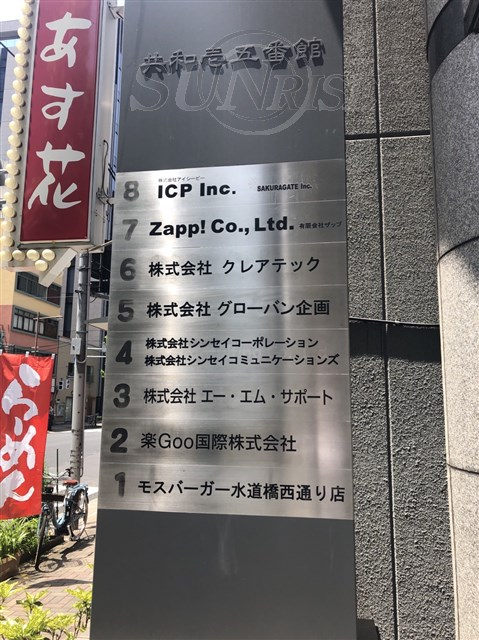 あす花
共和壱五番館
SUNRIS
株式会社アイシーピー
8 ICP Inc. SAKURAGATE Inc.
7 Zapp! Co., Ltd. 有限会社ザップ
6 株式会社 クレアテック
5 株式会社 グローバン企画
4 株式会社シンセイコーポレーション
株式会社シンセイコミュニケーションズ
3 株式会社 エー・エム・サポート
2 楽Goo国際株式会社
1 モスバーガー水道橋西通り店
らーめん